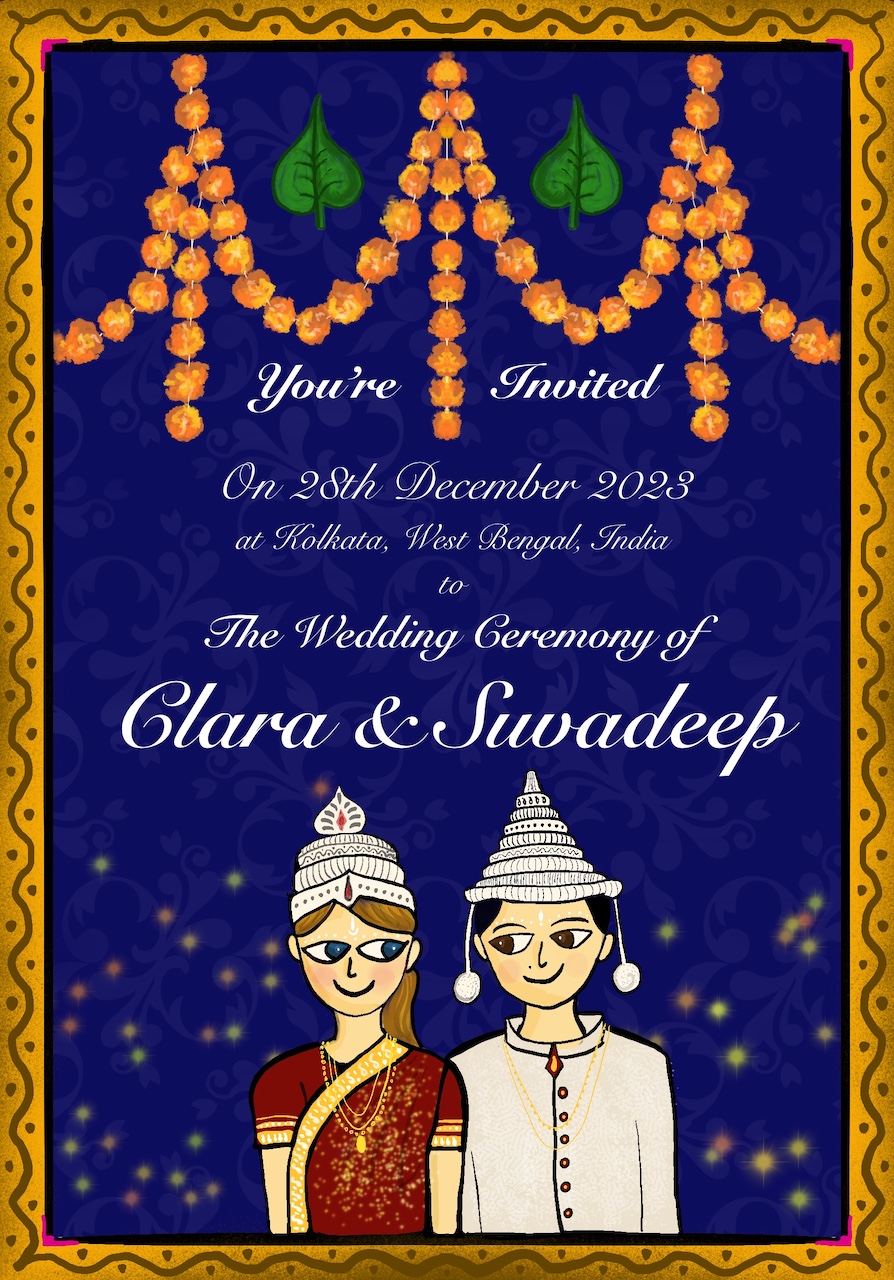 You're Invited
On 28th December 2023
at Kolkata, West Bengal, India
to
The Wedding Ceremony of
Clara & Suvadeep